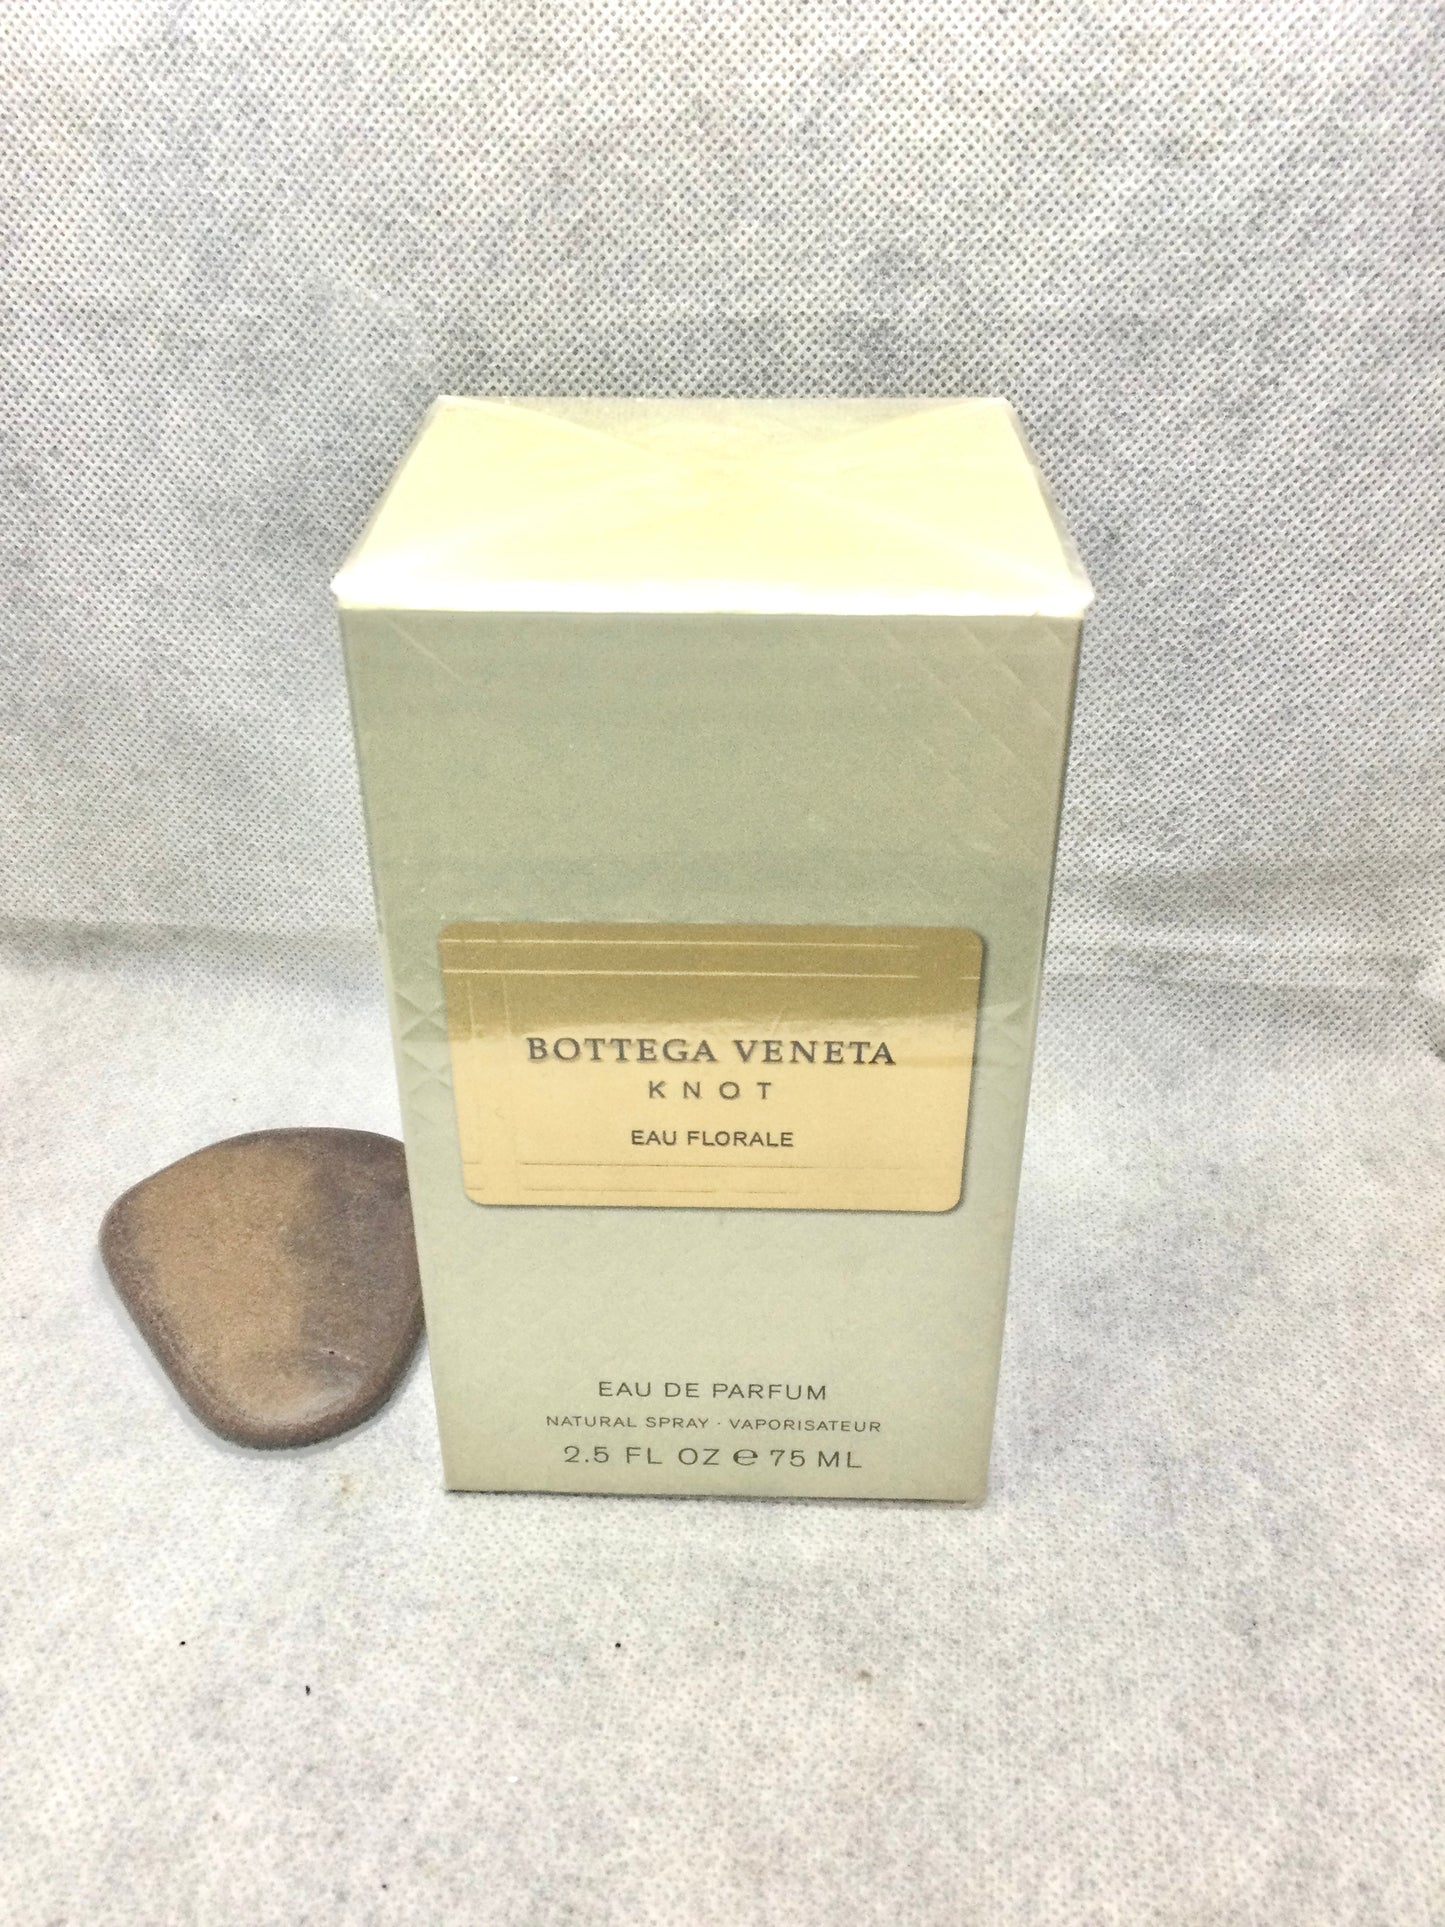 BOTTEGA VENETA
KNOT
EAU FLORALE
EAU DE PARFUM
NATURAL SPRAY · VAPORISATEUR
2.5 FL OZ ℮ 75 ML